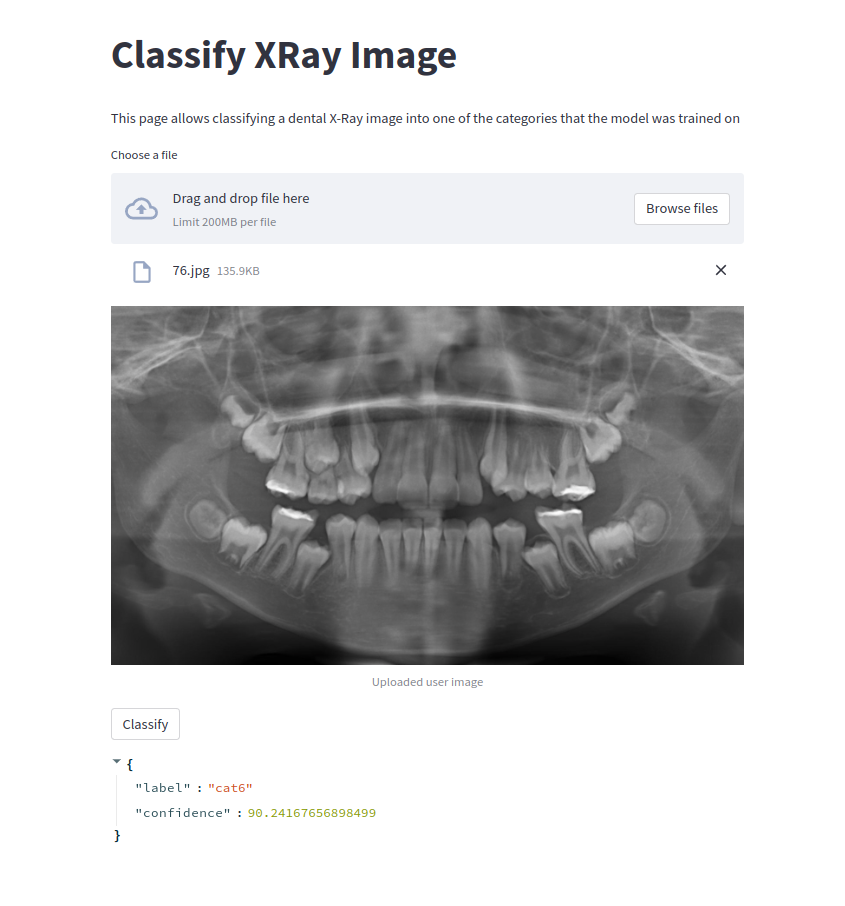 Classify XRay Image
This page allows classifying a dental X-Ray image into one of the categories that the model was trained on
Choose a file
Drag and drop file here
Limit 200MB per file
Browse files
76.jpg 135.9KB
Uploaded user image
Classify
{
"label" : "cat6"
"confidence" : 90.24167656898499
}